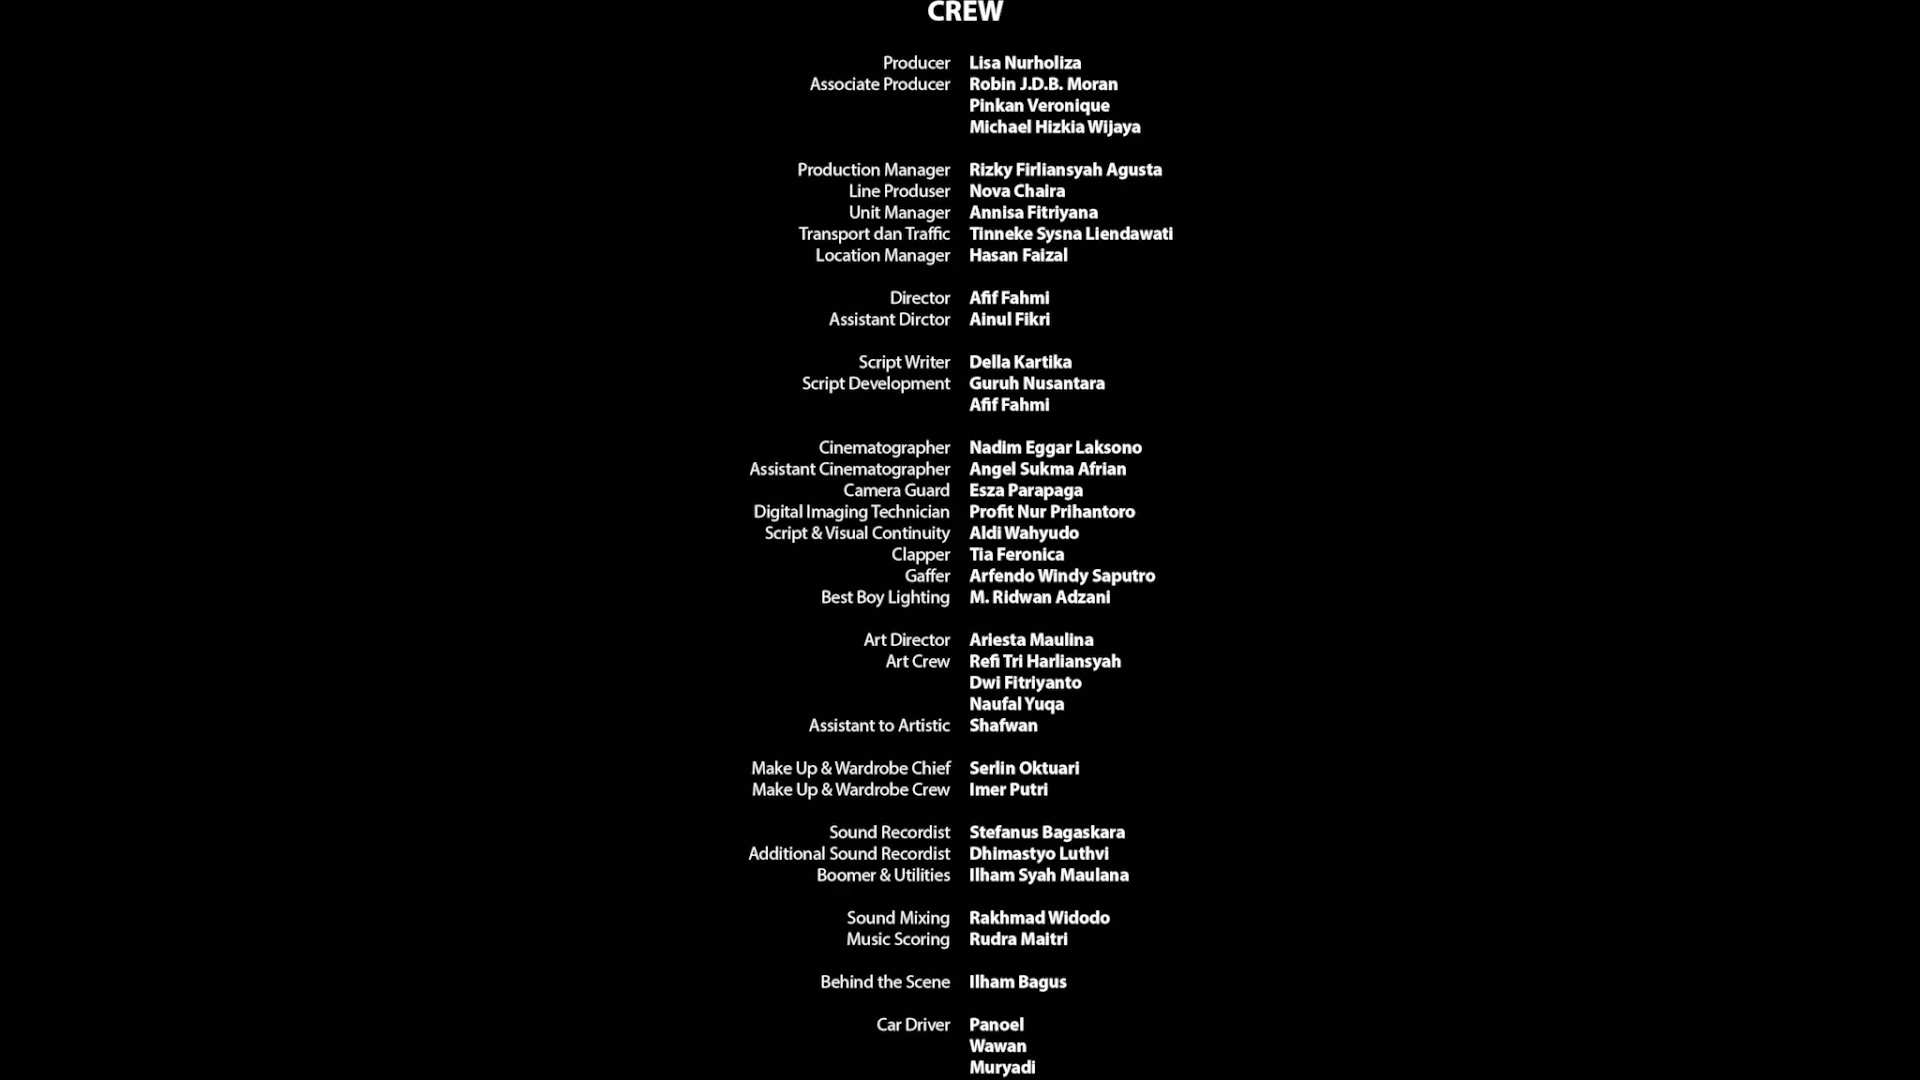 CREW
Producer Lisa Nurholiza
Associate Producer Robin J.D.B. Moran
Pinkan Veronique
Michael Hizkia Wijaya
Production Manager Rizky Firliansyah Agusta
Line Produser Nova Chaira
Unit Manager Annisa Fitriyana
Transport dan Traffic Tinneke Sysna Liendawati
Location Manager Hasan Faizal
Director Afif Fahmi
Assistant Dirctor Ainul Fikri
Script Writer Della Kartika
Script Development Guruh Nusantara
Afif Fahmi
Cinematographer Nadim Eggar Laksono
Assistant Cinematographer Angel Sukma Afrian
Camera Guard Esza Parapaga
Digital Imaging Technician Profit Nur Prihantoro
Script & Visual Continuity Aldi Wahyudo
Clapper Tia Feronica
Gaffer Arfendo Windy Saputro
Best Boy Lighting M. Ridwan Adzani
Art Director Ariesta Maulina
Art Crew Refi Tri Harliansyah
Dwi Fitriyanto
Naufal Yuqa
Assistant to Artistic Shafwan
Make Up & Wardrobe Chief Serlin Oktuari
Make Up & Wardrobe Crew Imer Putri
Sound Recordist Stefanus Bagaskara
Additional Sound Recordist Dhimastyo Luthvi
Boomer & Utilities Ilham Syah Maulana
Sound Mixing Rakhmad Widodo
Music Scoring Rudra Maitri
Behind the Scene Ilham Bagus
Car Driver Panoel
Wawan
Muryadi